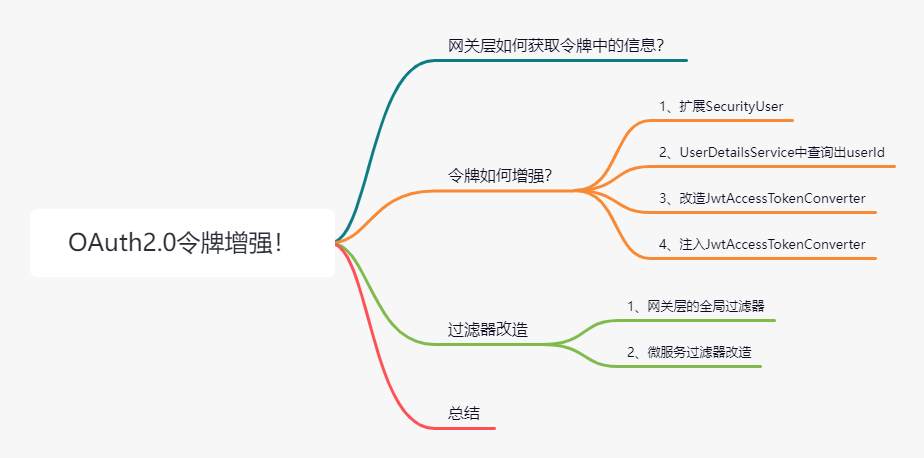 OAuth2.0令牌增强！
网关层如何获取令牌中的信息？
令牌如何增强？
1、扩展SecurityUser
2、UserDetailsService中查询出userId
3、改造JwtAccessTokenConverter
4、注入JwtAccessTokenConverter
过滤器改造
1、网关层的全局过滤器
2、微服务过滤器改造
总结